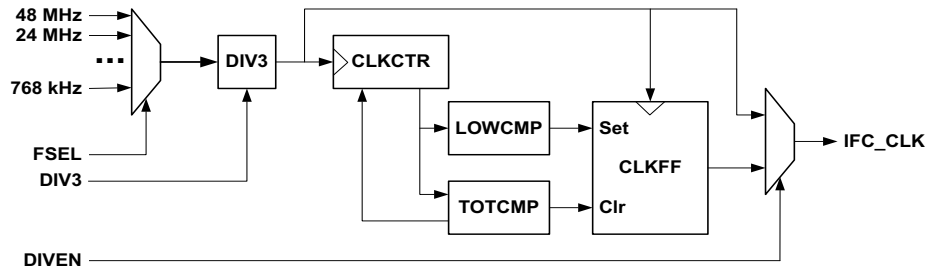 48 MHz
24 MHz
...
768 kHz
FSEL
DIV3
DIVEN
DIV3
CLKCTR
LOWCMP
TOTCMP
Set
CLKFF
Clr
IFC_CLK